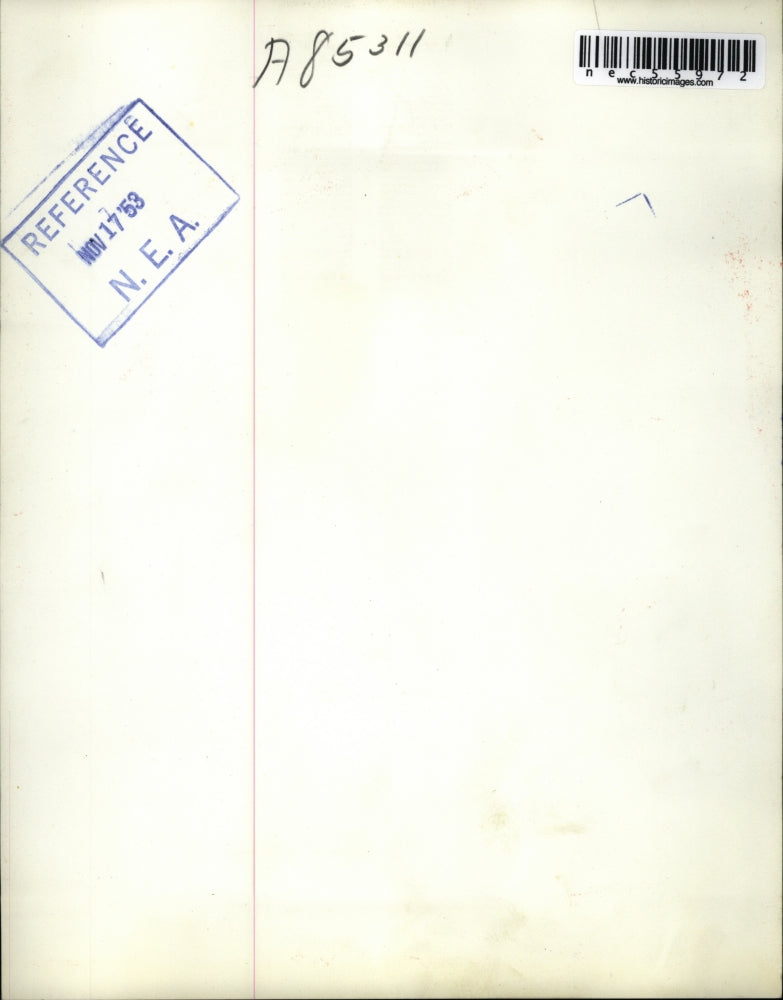 A85311
nec55972
www.historicimages.com
REFERENCE
NOV 17 '53
N. E. A.